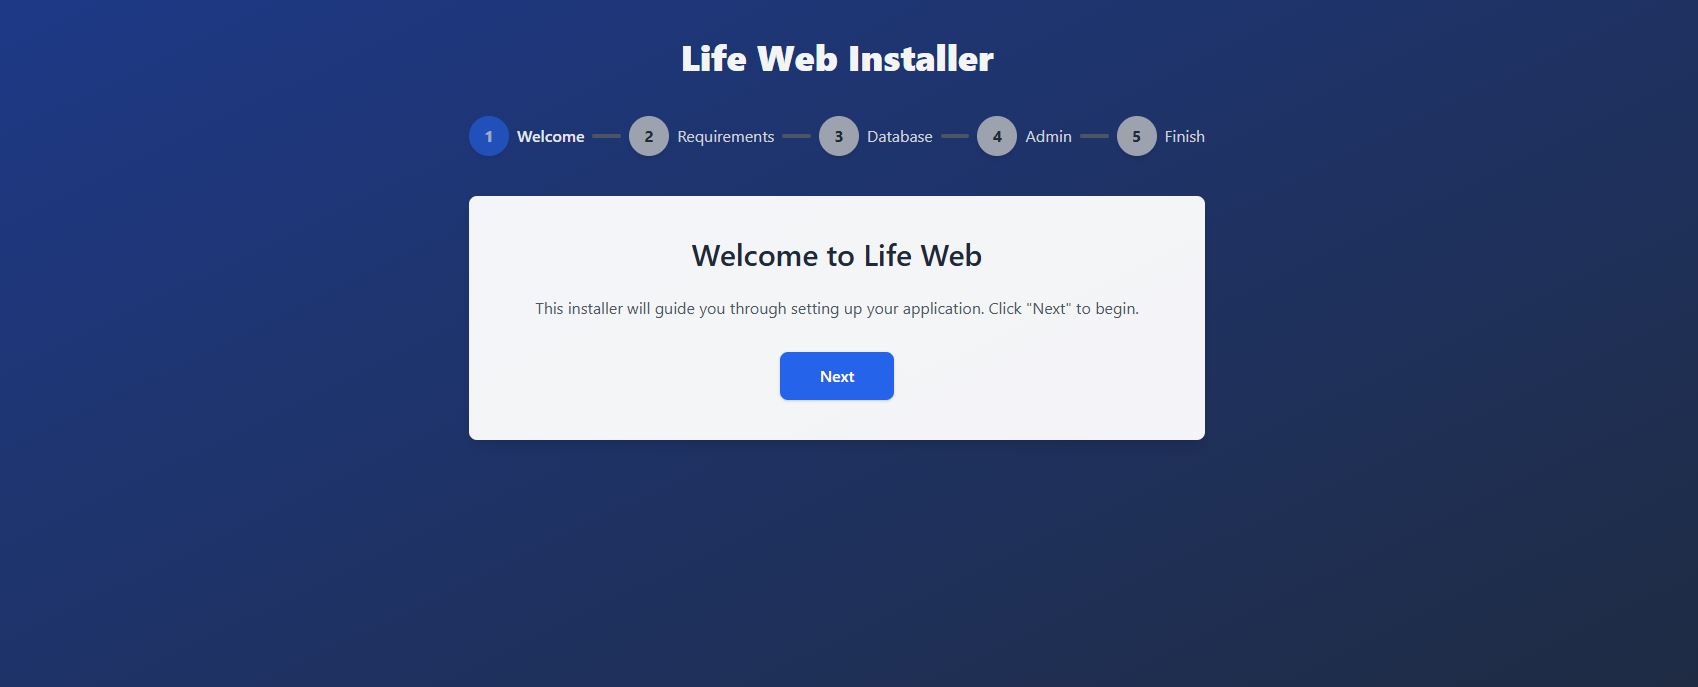 Life Web Installer
1 Welcome 2 Requirements 3 Database 4 Admin 5 Finish
Welcome to Life Web
This installer will guide you through setting up your application. Click "Next" to begin.
Next